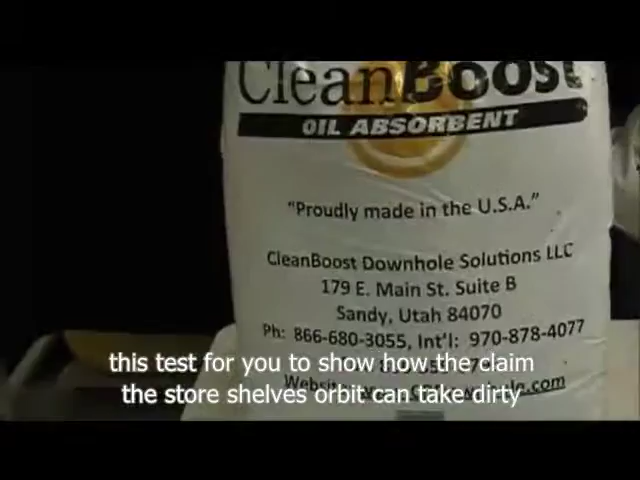 CleanBoost
OIL ABSORBENT
"Proudly made in the U.S.A."
CleanBoost Downhole Solutions LLC
179 E. Main St. Suite B
Sandy, Utah 84070
Ph: 866-680-3055, Int'l: 970-878-4077
this test for you to show how the claim
the store shelves orbit can take dirty